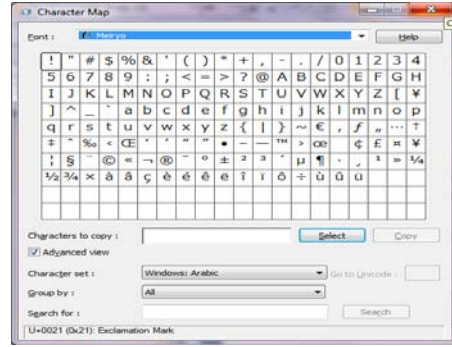 Character Map
Font : Meiryo Help
! " # $ % & ' ( ) * + , - . / 0 1 2 3 4
5 6 7 8 9 : ; < = > ? @ A B C D E F G H
I J K L M N O P Q R S T U V W X Y Z [ ¥
] ^ _ ` a b c d e f g h i j k l m n o p
q r s t u v w x y z { | } ~ € , ƒ „ … †
‡ ˆ ‰ ‹ Œ ‘ ’ “ ” • – — ™ › œ ¢ £ ¤ ¥
¦ § ¨ © « ¬ ® ¯ ° ± ² ³ ´ µ ¶ · ¸ ¹ » ¼
½ ¾ × à â ç è é ê ë î ï ô ÷ ù û ü
Characters to copy : Select Copy
Advanced view
Character set : Windows: Arabic Go to Unicode :
Group by : All
Search for : Search
U+0021 (0x21): Exclamation Mark